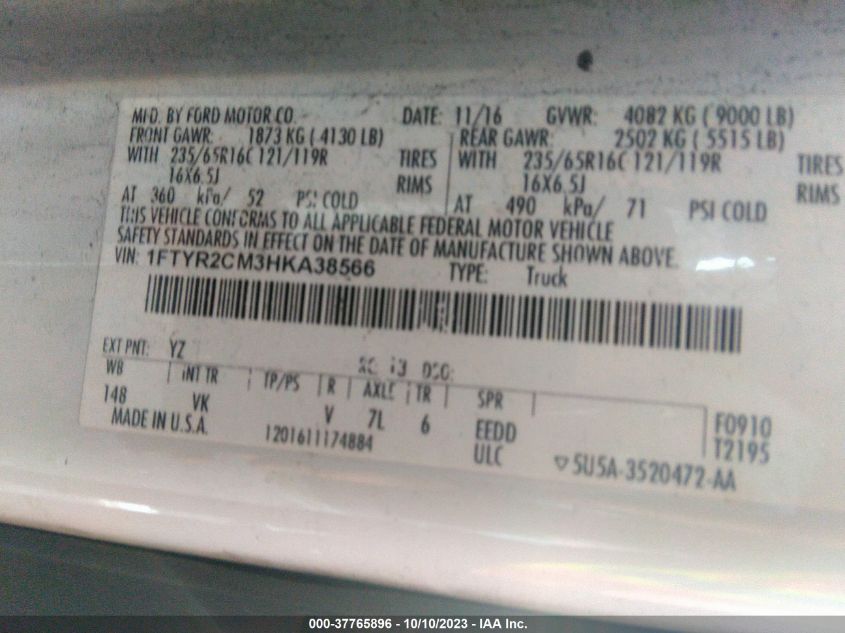 MFD. BY FORD MOTOR CO. DATE: 11/16 GVWR: 4082 KG ( 9000 LB)
FRONT GAWR: 1873 KG ( 4130 LB) REAR GAWR: 2502 KG ( 5515 LB)
WITH 235/65R16C 121/119R TIRES WITH 235/65R16C 121/119R TIRES
16X6.5J RIMS 16X6.5J RIMS
AT 360 kPa/ 52 PSI COLD AT 490 kPa/ 71 PSI COLD
THIS VEHICLE CONFORMS TO ALL APPLICABLE FEDERAL MOTOR VEHICLE
SAFETY STANDARDS IN EFFECT ON THE DATE OF MANUFACTURE SHOWN ABOVE.
VIN: 1FTYR2CM3HKA38566 TYPE: Truck
EXT PNT: YZ DSO:
WB INT TR TP/PS R AXLE TR SPR
148 VK V 7L 6 EEDD F0910
MADE IN U.S.A. 1201611174884 ULC T2195
▽5U5A-3520472-AA
000-37765896 - 10/10/2023 - IAA Inc.